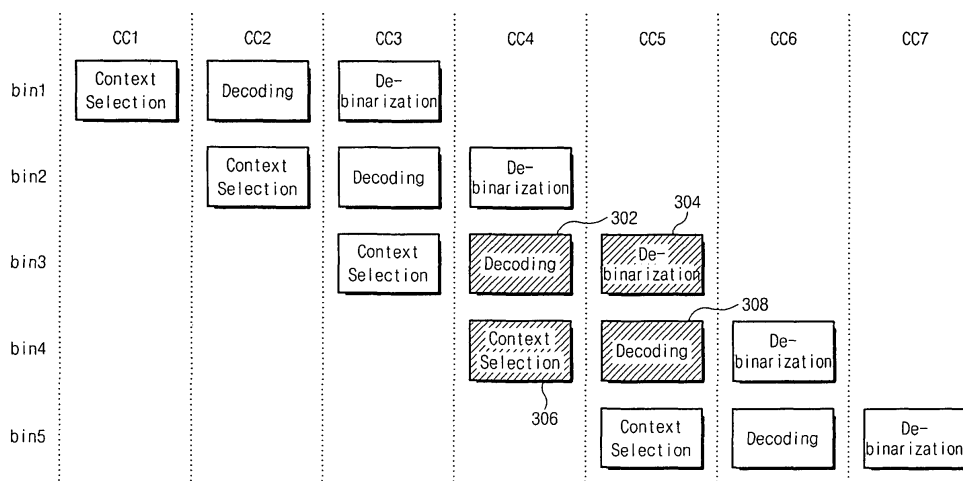 CC1 CC2 CC3 CC4 CC5 CC6 CC7
bin1
Context
Selection
Decoding
De-
binarization
bin2
Context
Selection
Decoding
De-
binarization
302
304
bin3
Context
Selection
Decoding
De-
binarization
308
bin4
Context
Selection
Decoding
De-
binarization
306
bin5
Context
Selection
Decoding
De-
binarization